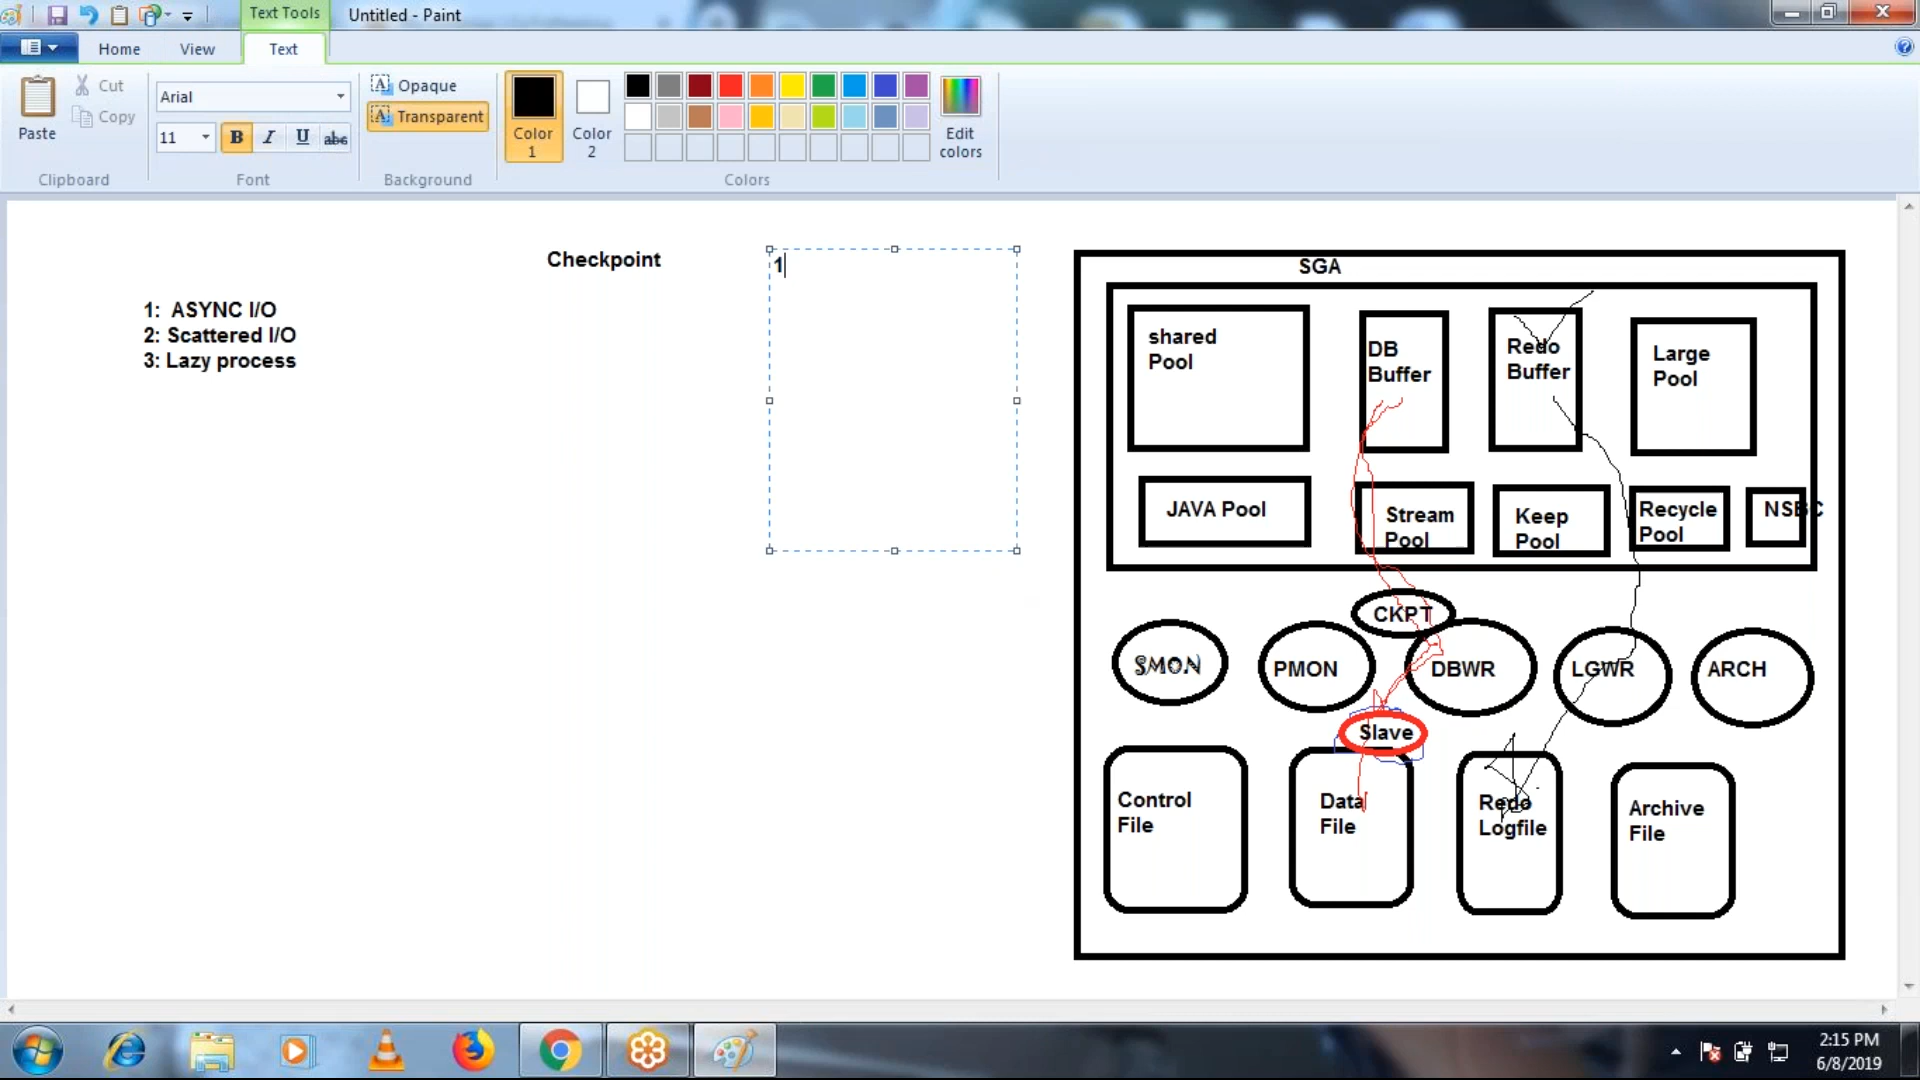 Text Tools
Untitled - Paint
Home
View
Text
Paste
Cut
Copy
Clipboard
Arial
11
B I U abc
Font
Opaque
Transparent
Background
Color 1
Color 2
Edit colors
Colors
Checkpoint
1
1: ASYNC I/O
2: Scattered I/O
3: Lazy process
SGA
shared
Pool
DB
Buffer
Redo
Buffer
Large
Pool
JAVA Pool
Stream
Pool
Keep
Pool
Recycle
Pool
NSBC
CKPT
SMON
PMON
DBWR
LGWR
ARCH
Slave
Control
File
Data
File
Redo
Logfile
Archive
File
2:15 PM
6/8/2019